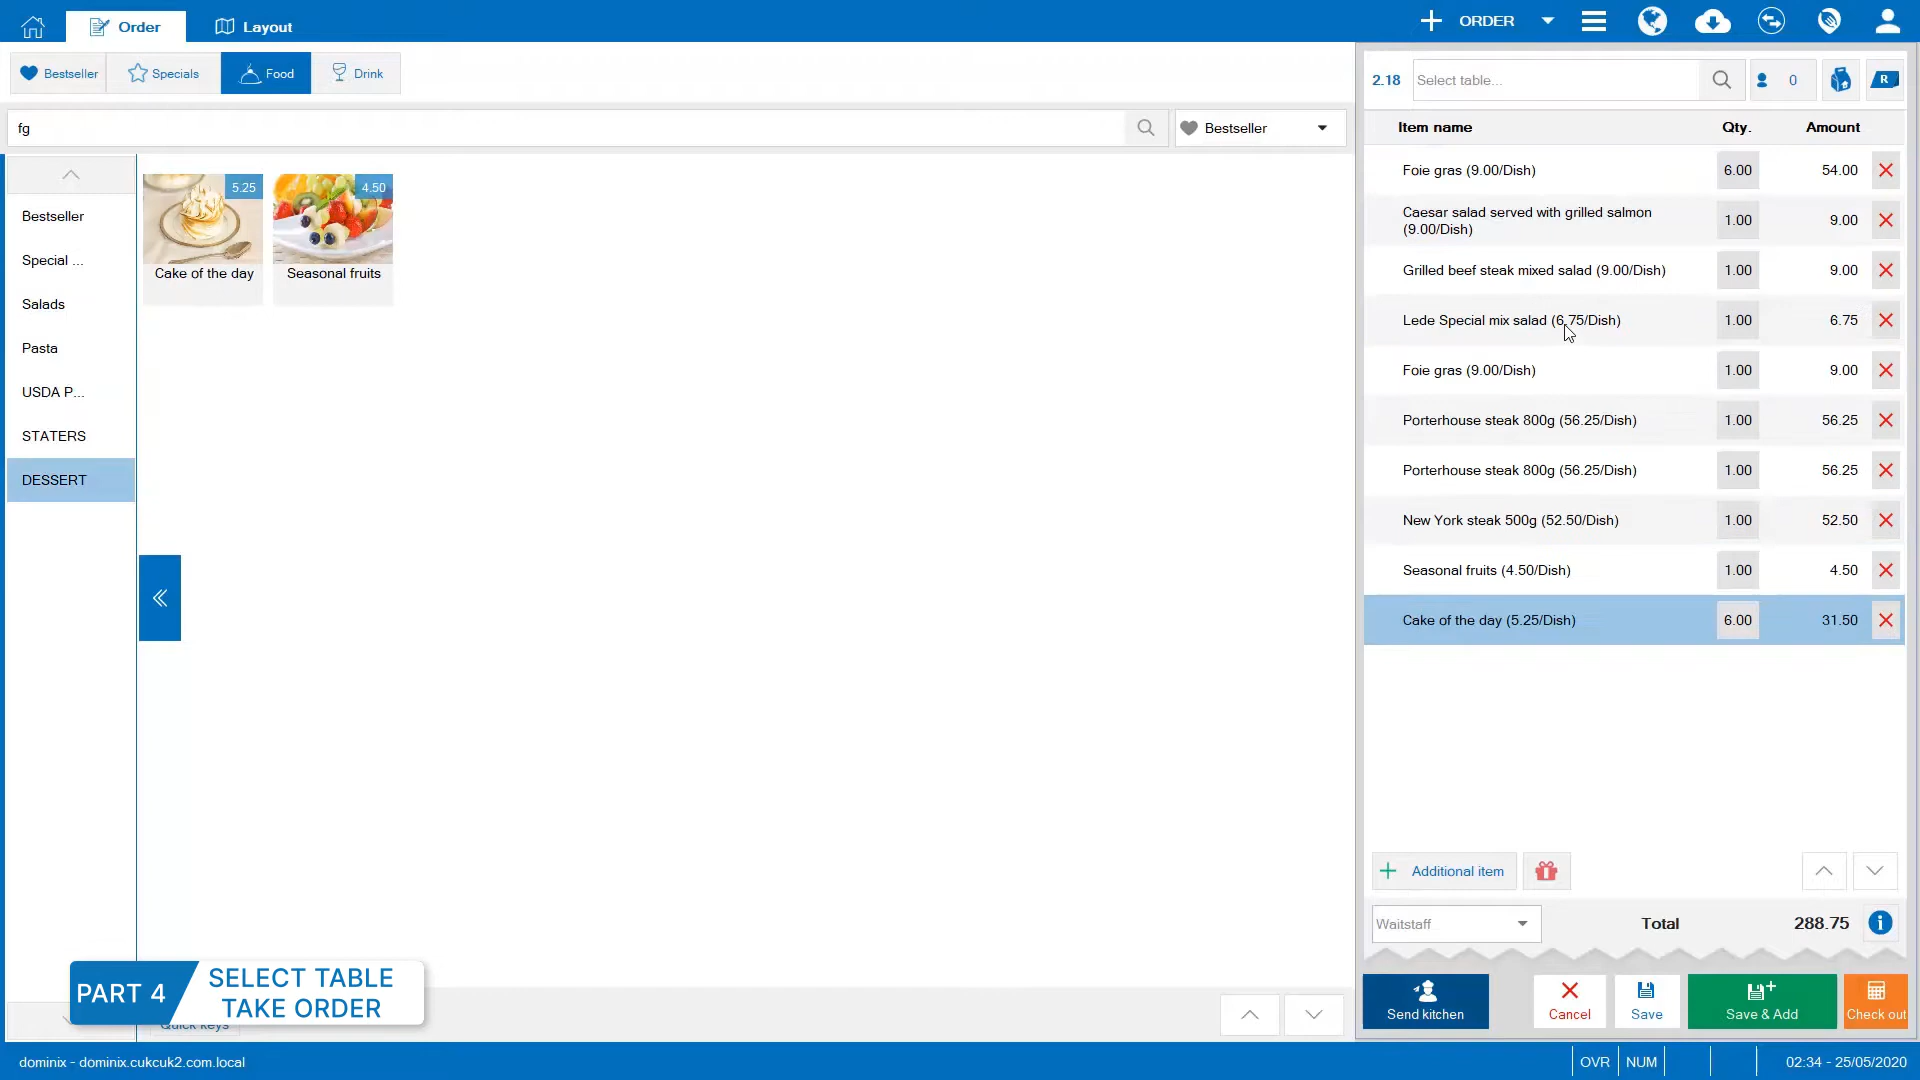 Order
Layout
ORDER
Bestseller
Specials
Food
Drink
2.18
Select table...
0
R
fg
Bestseller
Item name
Qty.
Amount
Bestseller
Special ...
Salads
Pasta
USDA P...
STATERS
DESSERT
5.25
Cake of the day
4.50
Seasonal fruits
Foie gras (9.00/Dish) 6.00 54.00
Caesar salad served with grilled salmon
(9.00/Dish) 1.00 9.00
Grilled beef steak mixed salad (9.00/Dish) 1.00 9.00
Lede Special mix salad (6.75/Dish) 1.00 6.75
Foie gras (9.00/Dish) 1.00 9.00
Porterhouse steak 800g (56.25/Dish) 1.00 56.25
Porterhouse steak 800g (56.25/Dish) 1.00 56.25
New York steak 500g (52.50/Dish) 1.00 52.50
Seasonal fruits (4.50/Dish) 1.00 4.50
Cake of the day (5.25/Dish) 6.00 31.50
Additional item
Waitstaff
Total 288.75
Send kitchen
Cancel
Save
Save & Add
Check out
PART 4
SELECT TABLE
TAKE ORDER
Quick keys
dominix - dominix.cukcuk2.com.local
OVR
NUM
02:34 - 25/05/2020